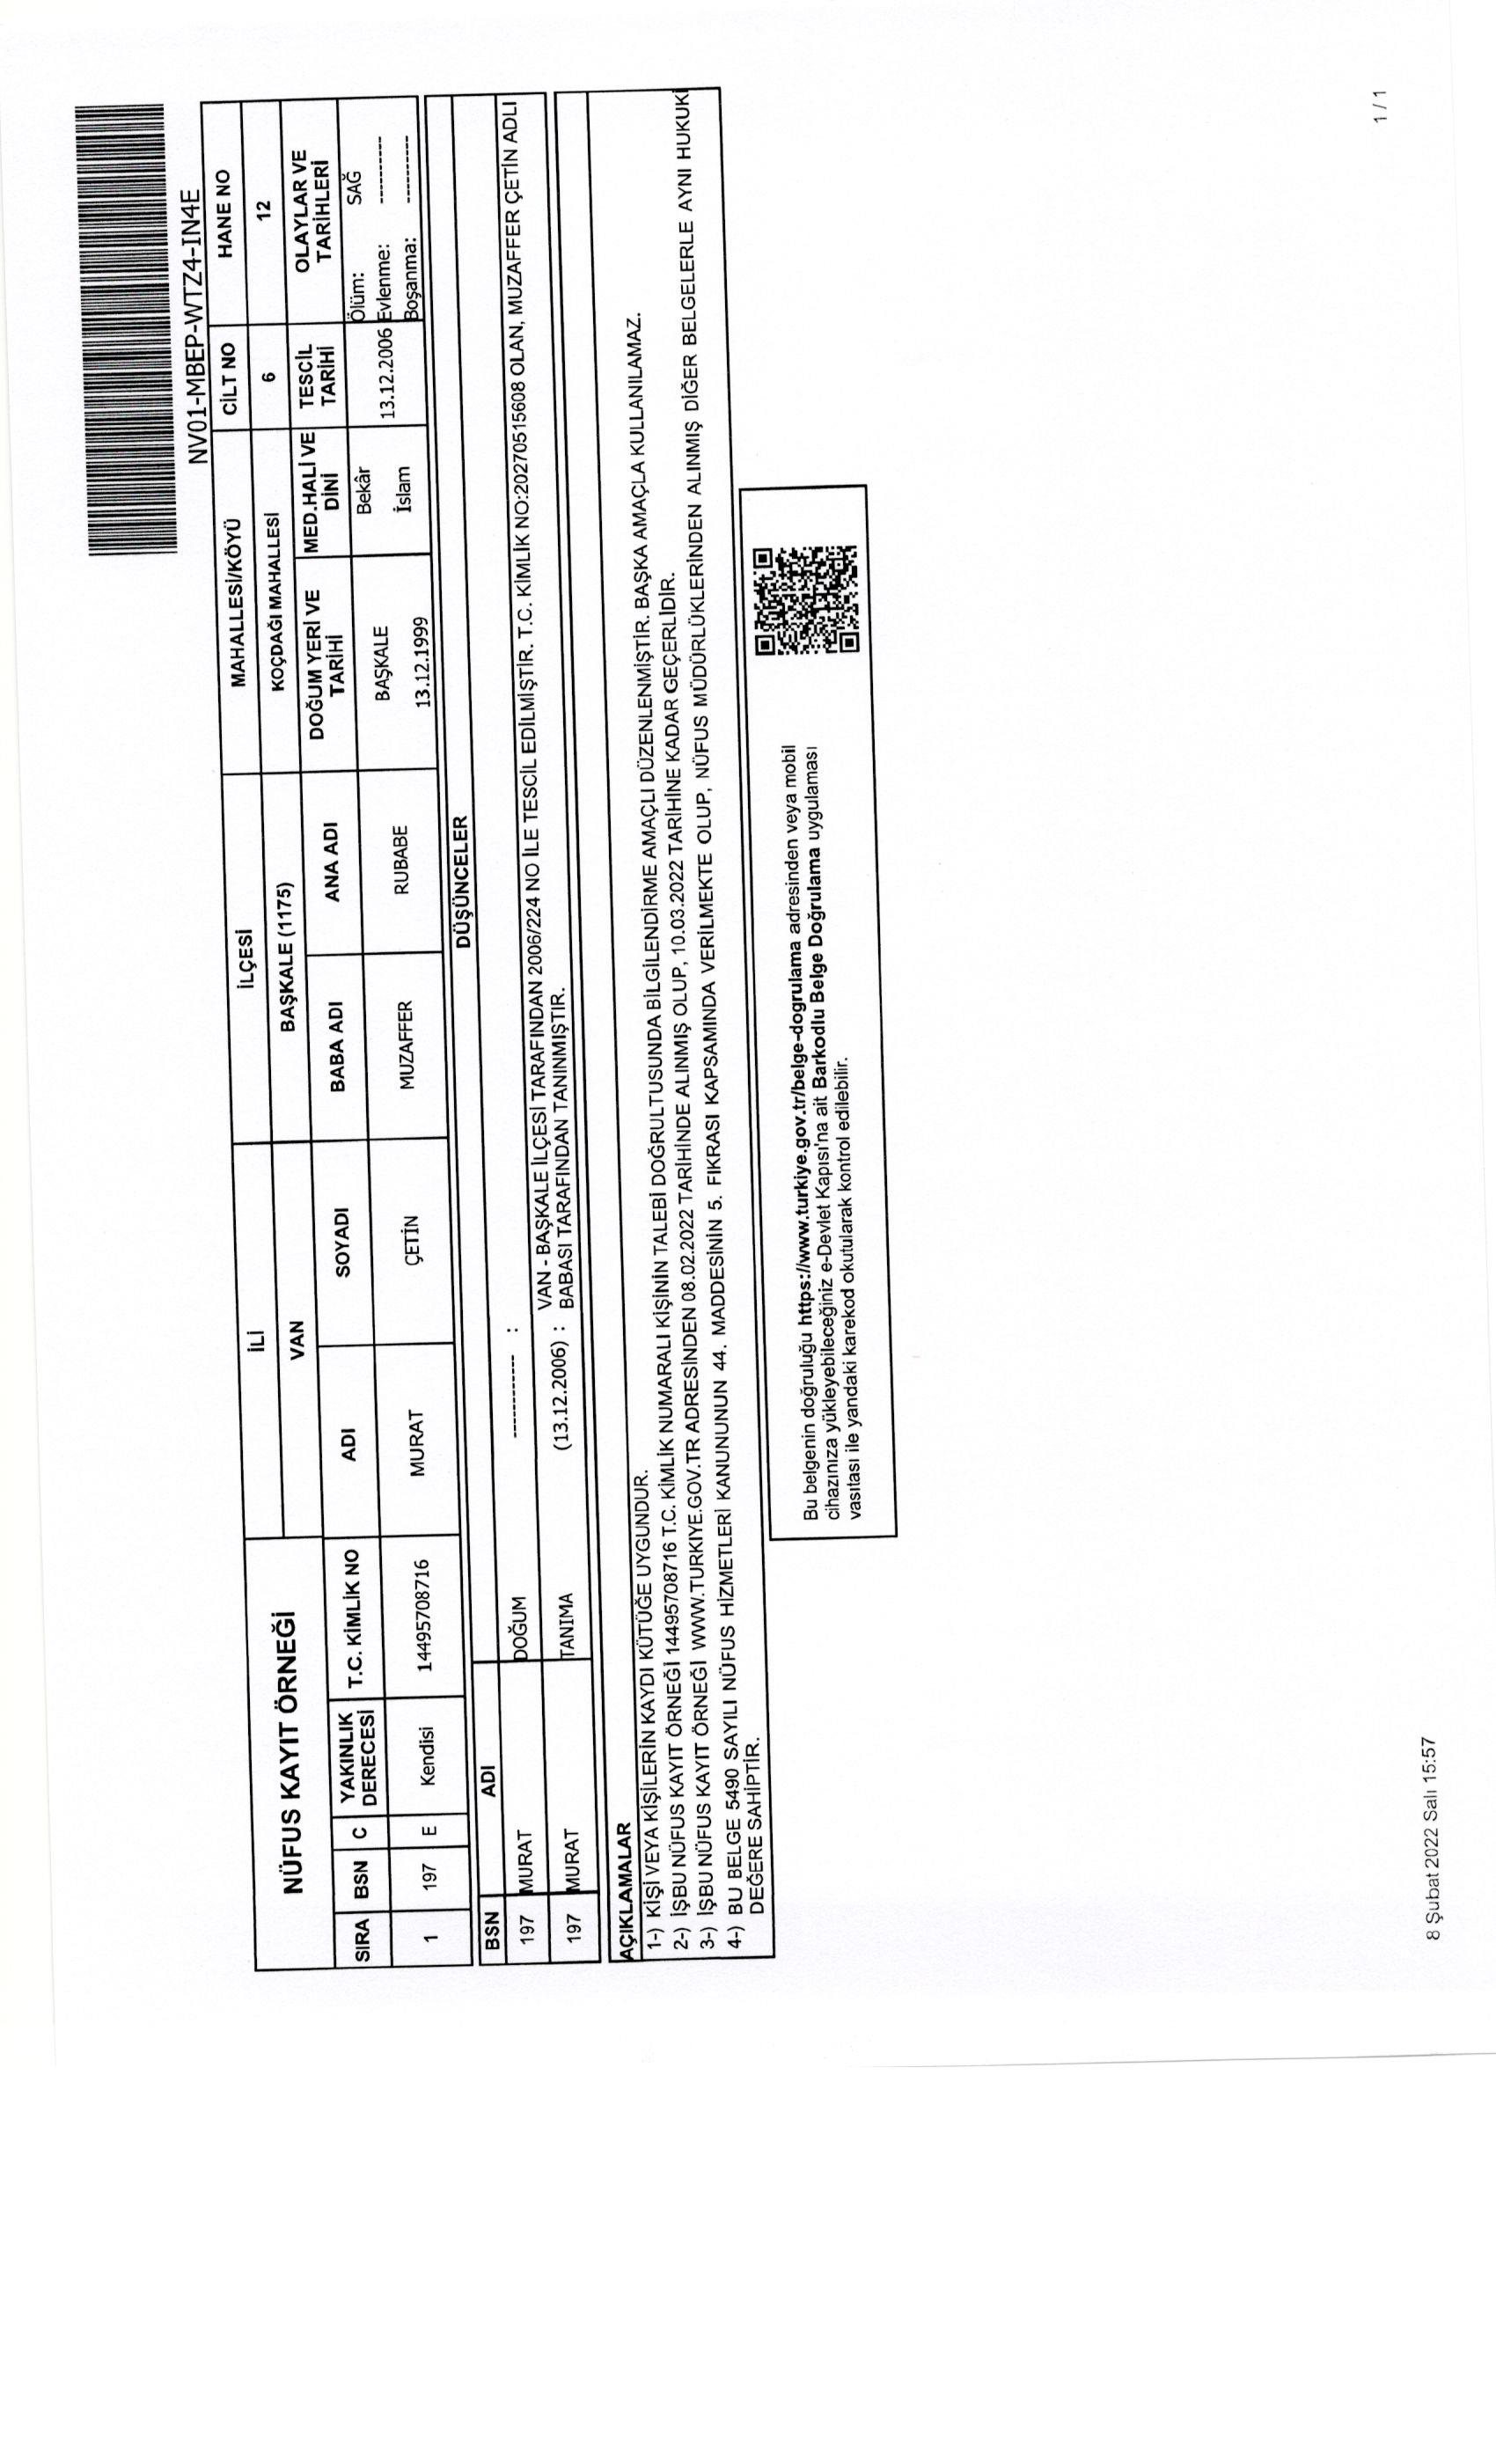 NV01-MBEP-WTZ4-IN4E
NÜFUS KAYIT ÖRNEĞİ
İLİ İLÇESİ MAHALLESİ/KÖYÜ CİLT NO HANE NO
VAN BAŞKALE (1175) KOÇDAĞI MAHALLESİ 6 12
SIRA BSN C YAKINLIK DERECESİ T.C. KİMLİK NO ADI SOYADI BABA ADI ANA ADI DOĞUM YERİ VE TARİHİ MED.HALİ VE DİNİ TESCİL TARİHİ OLAYLAR VE TARİHLERİ
1 197 E Kendisi 14495708716 MURAT ÇETİN MUZAFFER RUBABE BAŞKALE 13.12.1999 Bekâr İslam 13.12.2006
Ölüm: SAĞ
Evlenme: ----------
Boşanma: ----------
DÜŞÜNCELER
BSN ADI
197 MURAT DOĞUM ------------ :
197 MURAT TANIMA (13.12.2006) : VAN - BAŞKALE İLÇESİ TARAFINDAN 2006/224 NO İLE TESCİL EDİLMİŞTİR. T.C. KİMLİK NO:20270515608 OLAN, MUZAFFER ÇETİN ADLI
BABASI TARAFINDAN TANINMIŞTIR.
AÇIKLAMALAR
1-) KİŞİ VEYA KİŞİLERİN KAYDI KÜTÜĞE UYGUNDUR.
2-) İŞBU NÜFUS KAYIT ÖRNEĞİ 14495708716 T.C. KİMLİK NUMARALI KİŞİNİN TALEBİ DOĞRULTUSUNDA BİLGİLENDİRME AMAÇLI DÜZENLENMİŞTİR. BAŞKA AMAÇLA KULLANILAMAZ.
3-) İŞBU NÜFUS KAYIT ÖRNEĞİ WWW.TURKIYE.GOV.TR ADRESİNDEN 08.02.2022 TARİHİNDE ALINMIŞ OLUP, 10.03.2022 TARİHİNE KADAR GEÇERLİDİR.
4-) BU BELGE 5490 SAYILI NÜFUS HİZMETLERİ KANUNUNUN 44. MADDESİNİN 5. FIKRASI KAPSAMINDA VERİLMEKTE OLUP, NÜFUS MÜDÜRLÜKLERİNDEN ALINMIŞ DİĞER BELGELERLE AYNI HUKUKİ
DEĞERE SAHİPTİR.
Bu belgenin doğruluğu https://www.turkiye.gov.tr/belge-dogrulama adresinden veya mobil
cihazınıza yükleyebileceğiniz e-Devlet Kapısı'na ait Barkodlu Belge Doğrulama uygulaması
vasıtası ile yandaki karekod okutularak kontrol edilebilir.
8 Şubat 2022 Salı 15:57
1 / 1